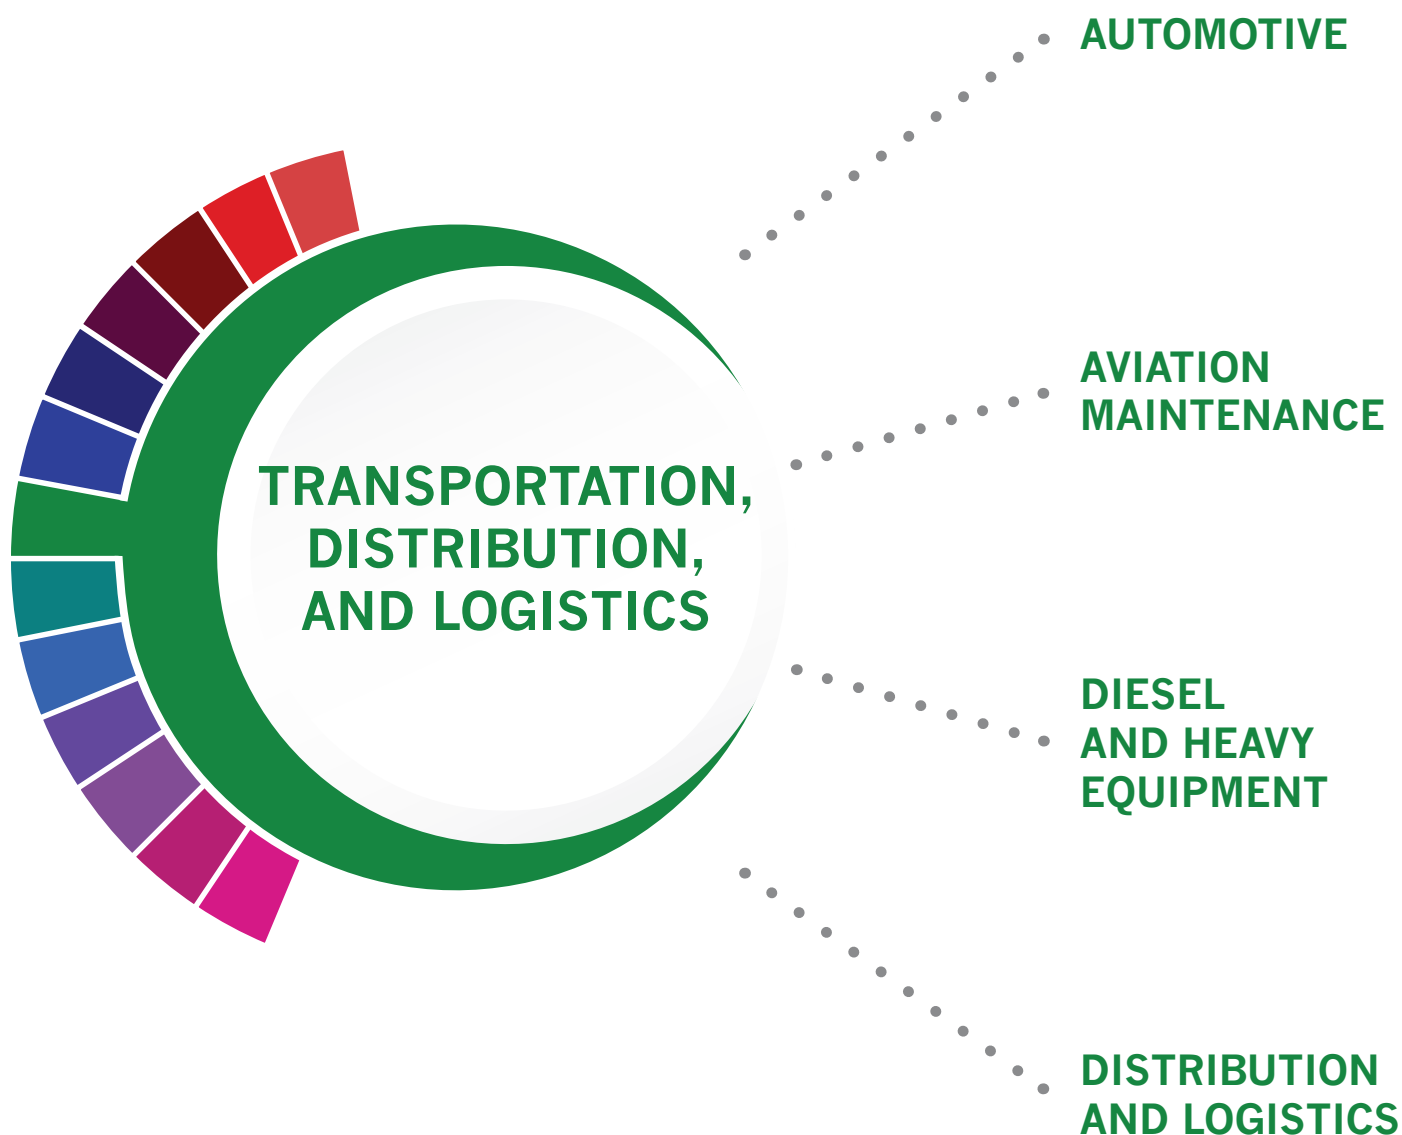 AUTOMOTIVE
AVIATION
MAINTENANCE
TRANSPORTATION,
DISTRIBUTION,
AND LOGISTICS
DIESEL
AND HEAVY
EQUIPMENT
DISTRIBUTION
AND LOGISTICS